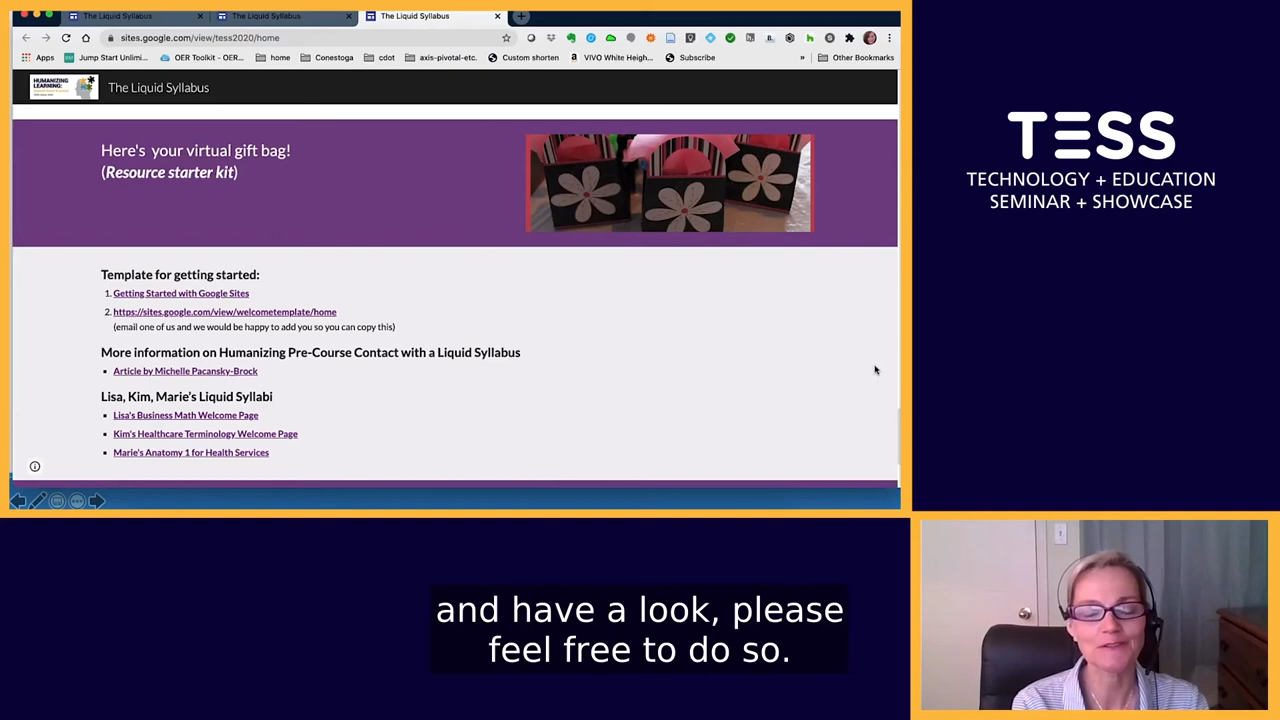 The Liquid Syllabus
The Liquid Syllabus
The Liquid Syllabus
sites.google.com/view/tess2020/home
Apps
Jump Start Unlimi...
OER Toolkit - OER...
home
Conestoga
cdot
axis-pivotal-etc.
Custom shorten
VIVO White Heigh...
Subscribe
»
Other Bookmarks
HUMANIZING
LEARNING:
The Liquid Syllabus
Here's your virtual gift bag!
(Resource starter kit)
Template for getting started:
1. Getting Started with Google Sites
2. https://sites.google.com/view/welcometemplate/home
(email one of us and we would be happy to add you so you can copy this)
More information on Humanizing Pre-Course Contact with a Liquid Syllabus
Article by Michelle Pacansky-Brock
Lisa, Kim, Marie's Liquid Syllabi
Lisa's Business Math Welcome Page
Kim's Healthcare Terminology Welcome Page
Marie's Anatomy 1 for Health Services
TESS
TECHNOLOGY + EDUCATION
SEMINAR + SHOWCASE
and have a look, please
feel free to do so.